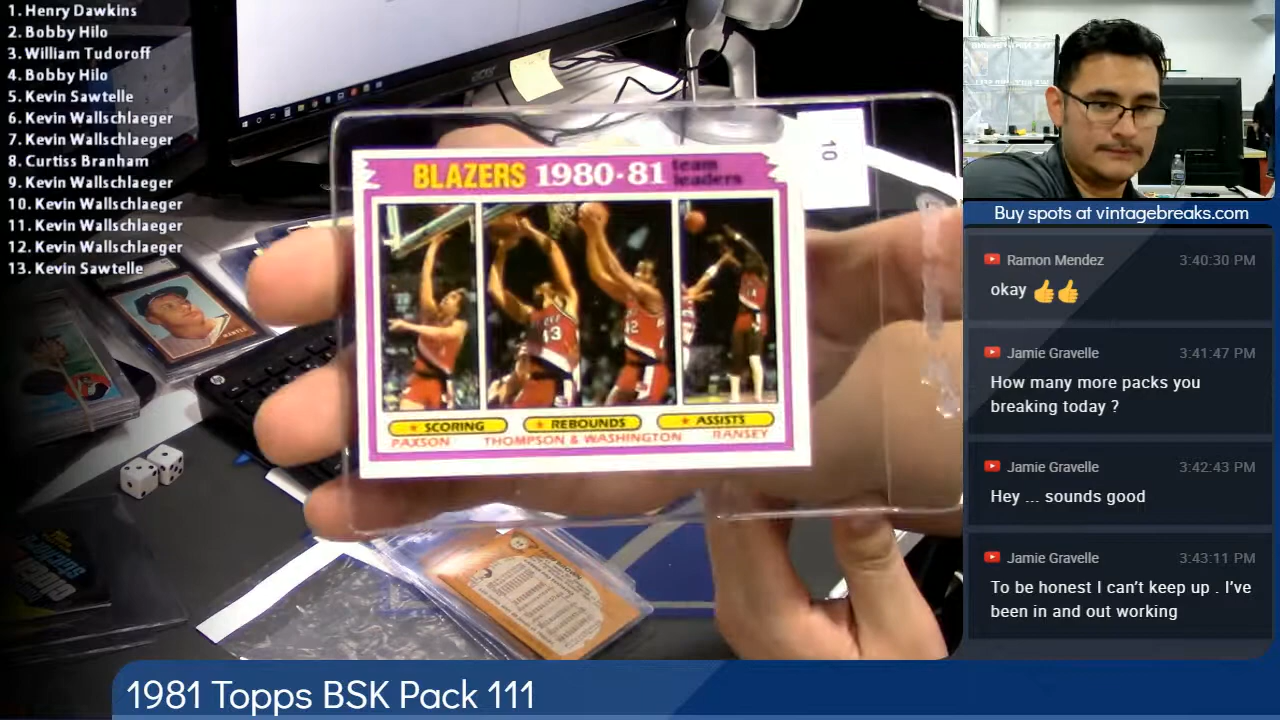 1. Henry Dawkins
2. Bobby Hilo
3. William Tudoroff
4. Bobby Hilo
5. Kevin Sawtelle
6. Kevin Wallschlaeger
7. Kevin Wallschlaeger
8. Curtiss Branham
9. Kevin Wallschlaeger
10. Kevin Wallschlaeger
11. Kevin Wallschlaeger
12. Kevin Wallschlaeger
13. Kevin Sawtelle
acer
10
BLAZERS 1980-81 team leaders
43
SCORING REBOUNDS ASSISTS
PAXSON THOMPSON & WASHINGTON RANSEY
MANTLE
hp
Buy spots at vintagebreaks.com
Ramon Mendez 3:40:30 PM
okay 👍👍
Jamie Gravelle 3:41:47 PM
How many more packs you
breaking today ?
Jamie Gravelle 3:42:43 PM
Hey ... sounds good
Jamie Gravelle 3:43:11 PM
To be honest I can't keep up . I've
been in and out working
1981 Topps BSK Pack 111